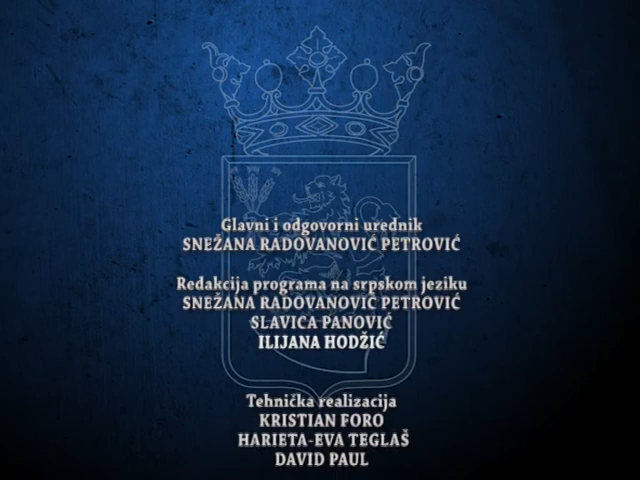 Glavni i odgovorni urednik
SNEŽANA RADOVANOVIĆ PETROVIĆ
Redakcija programa na srpskom jeziku
SNEŽANA RADOVANOVIĆ PETROVIĆ
SLAVICA PANOVIĆ
ILIJANA HODŽIĆ
Tehnička realizacija
KRISTIAN FORO
HARIETA-EVA TEGLAŠ
DAVID PAUL